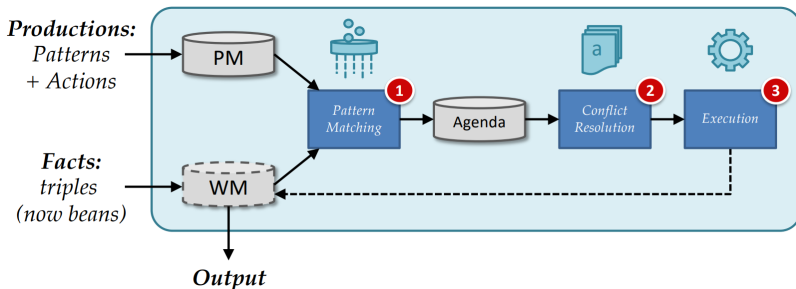 Productions:
Patterns
+ Actions
PM
a
1
2
3
Pattern
Matching
Agenda
Conflict
Resolution
Execution
Facts:
triples
(now beans)
WM
Output